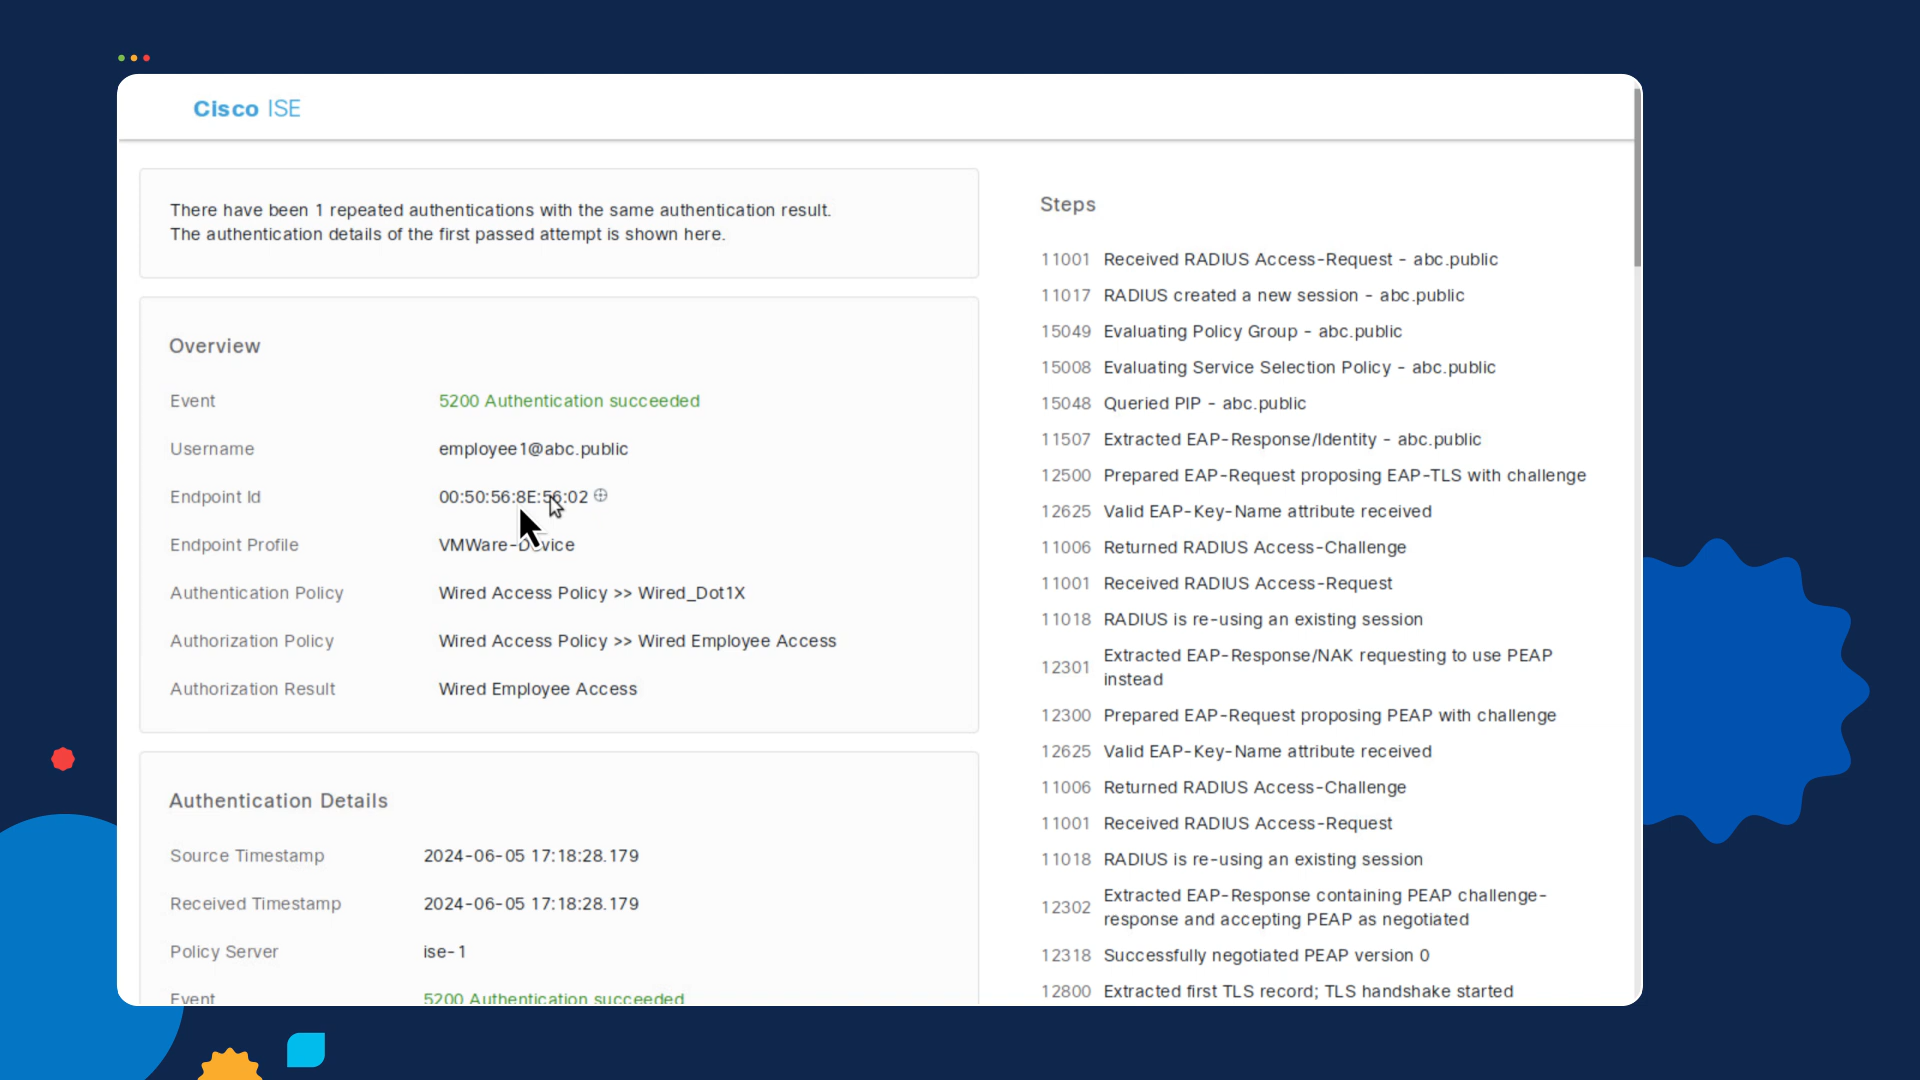 Cisco ISE
There have been 1 repeated authentications with the same authentication result.
The authentication details of the first passed attempt is shown here.
Overview
Event 5200 Authentication succeeded
Username employee1@abc.public
Endpoint Id 00:50:56:8E:56:02
Endpoint Profile VMWare-Device
Authentication Policy Wired Access Policy >> Wired_Dot1X
Authorization Policy Wired Access Policy >> Wired Employee Access
Authorization Result Wired Employee Access
Authentication Details
Source Timestamp 2024-06-05 17:18:28.179
Received Timestamp 2024-06-05 17:18:28.179
Policy Server ise-1
Event 5200 Authentication succeeded
Steps
11001 Received RADIUS Access-Request - abc.public
11017 RADIUS created a new session - abc.public
15049 Evaluating Policy Group - abc.public
15008 Evaluating Service Selection Policy - abc.public
15048 Queried PIP - abc.public
11507 Extracted EAP-Response/Identity - abc.public
12500 Prepared EAP-Request proposing EAP-TLS with challenge
12625 Valid EAP-Key-Name attribute received
11006 Returned RADIUS Access-Challenge
11001 Received RADIUS Access-Request
11018 RADIUS is re-using an existing session
12301 Extracted EAP-Response/NAK requesting to use PEAP
instead
12300 Prepared EAP-Request proposing PEAP with challenge
12625 Valid EAP-Key-Name attribute received
11006 Returned RADIUS Access-Challenge
11001 Received RADIUS Access-Request
11018 RADIUS is re-using an existing session
12302 Extracted EAP-Response containing PEAP challenge-
response and accepting PEAP as negotiated
12318 Successfully negotiated PEAP version 0
12800 Extracted first TLS record; TLS handshake started